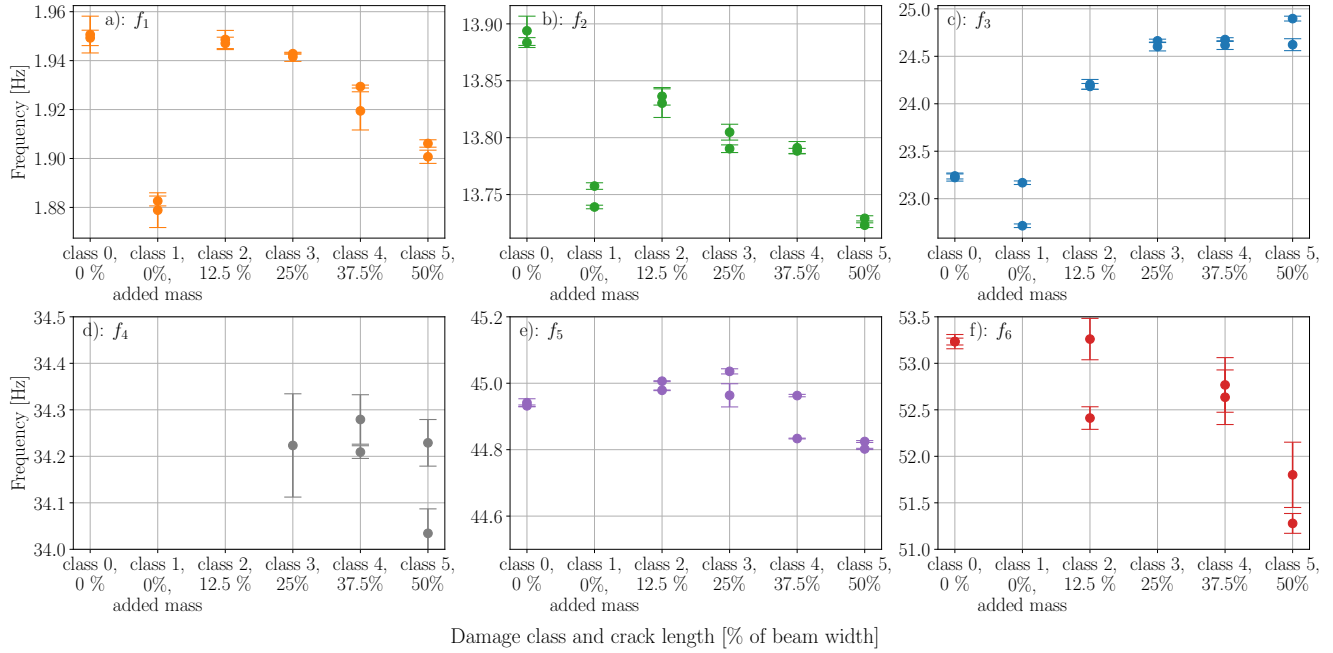 a): f₁
1.96
1.94
1.92
1.90
1.88
Frequency [Hz]
class 0, class 1, class 2, class 3, class 4, class 5,
0 % 0%, 12.5 % 25% 37.5% 50%
added mass
b): f₂
13.90
13.85
13.80
13.75
class 0, class 1, class 2, class 3, class 4, class 5,
0 % 0%, 12.5 % 25% 37.5% 50%
added mass
c): f₃
25.0
24.5
24.0
23.5
23.0
class 0, class 1, class 2, class 3, class 4, class 5,
0 % 0%, 12.5 % 25% 37.5% 50%
added mass
d): f₄
34.5
34.4
34.3
34.2
34.1
34.0
Frequency [Hz]
class 0, class 1, class 2, class 3, class 4, class 5,
0 % 0%, 12.5 % 25% 37.5% 50%
added mass
e): f₅
45.2
45.0
44.8
44.6
class 0, class 1, class 2, class 3, class 4, class 5,
0 % 0%, 12.5 % 25% 37.5% 50%
added mass
f): f₆
53.5
53.0
52.5
52.0
51.5
51.0
class 0, class 1, class 2, class 3, class 4, class 5,
0 % 0%, 12.5 % 25% 37.5% 50%
added mass
Damage class and crack length [% of beam width]